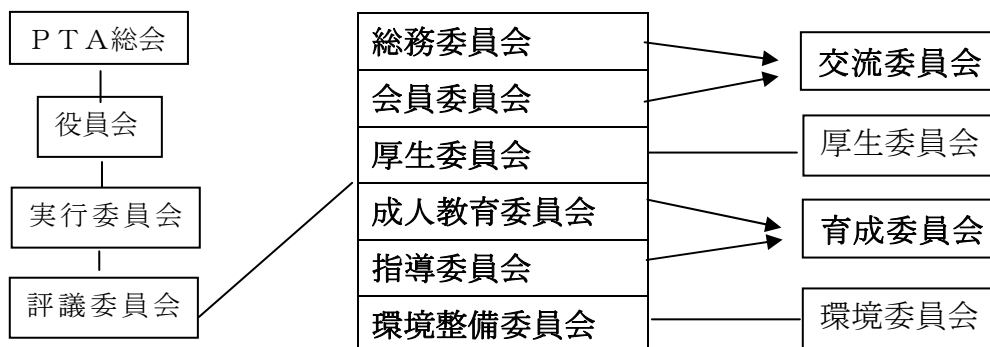 ＰＴＡ総会
役員会
実行委員会
評議委員会
総務委員会
会員委員会
厚生委員会
成人教育委員会
指導委員会
環境整備委員会
交流委員会
厚生委員会
育成委員会
環境委員会